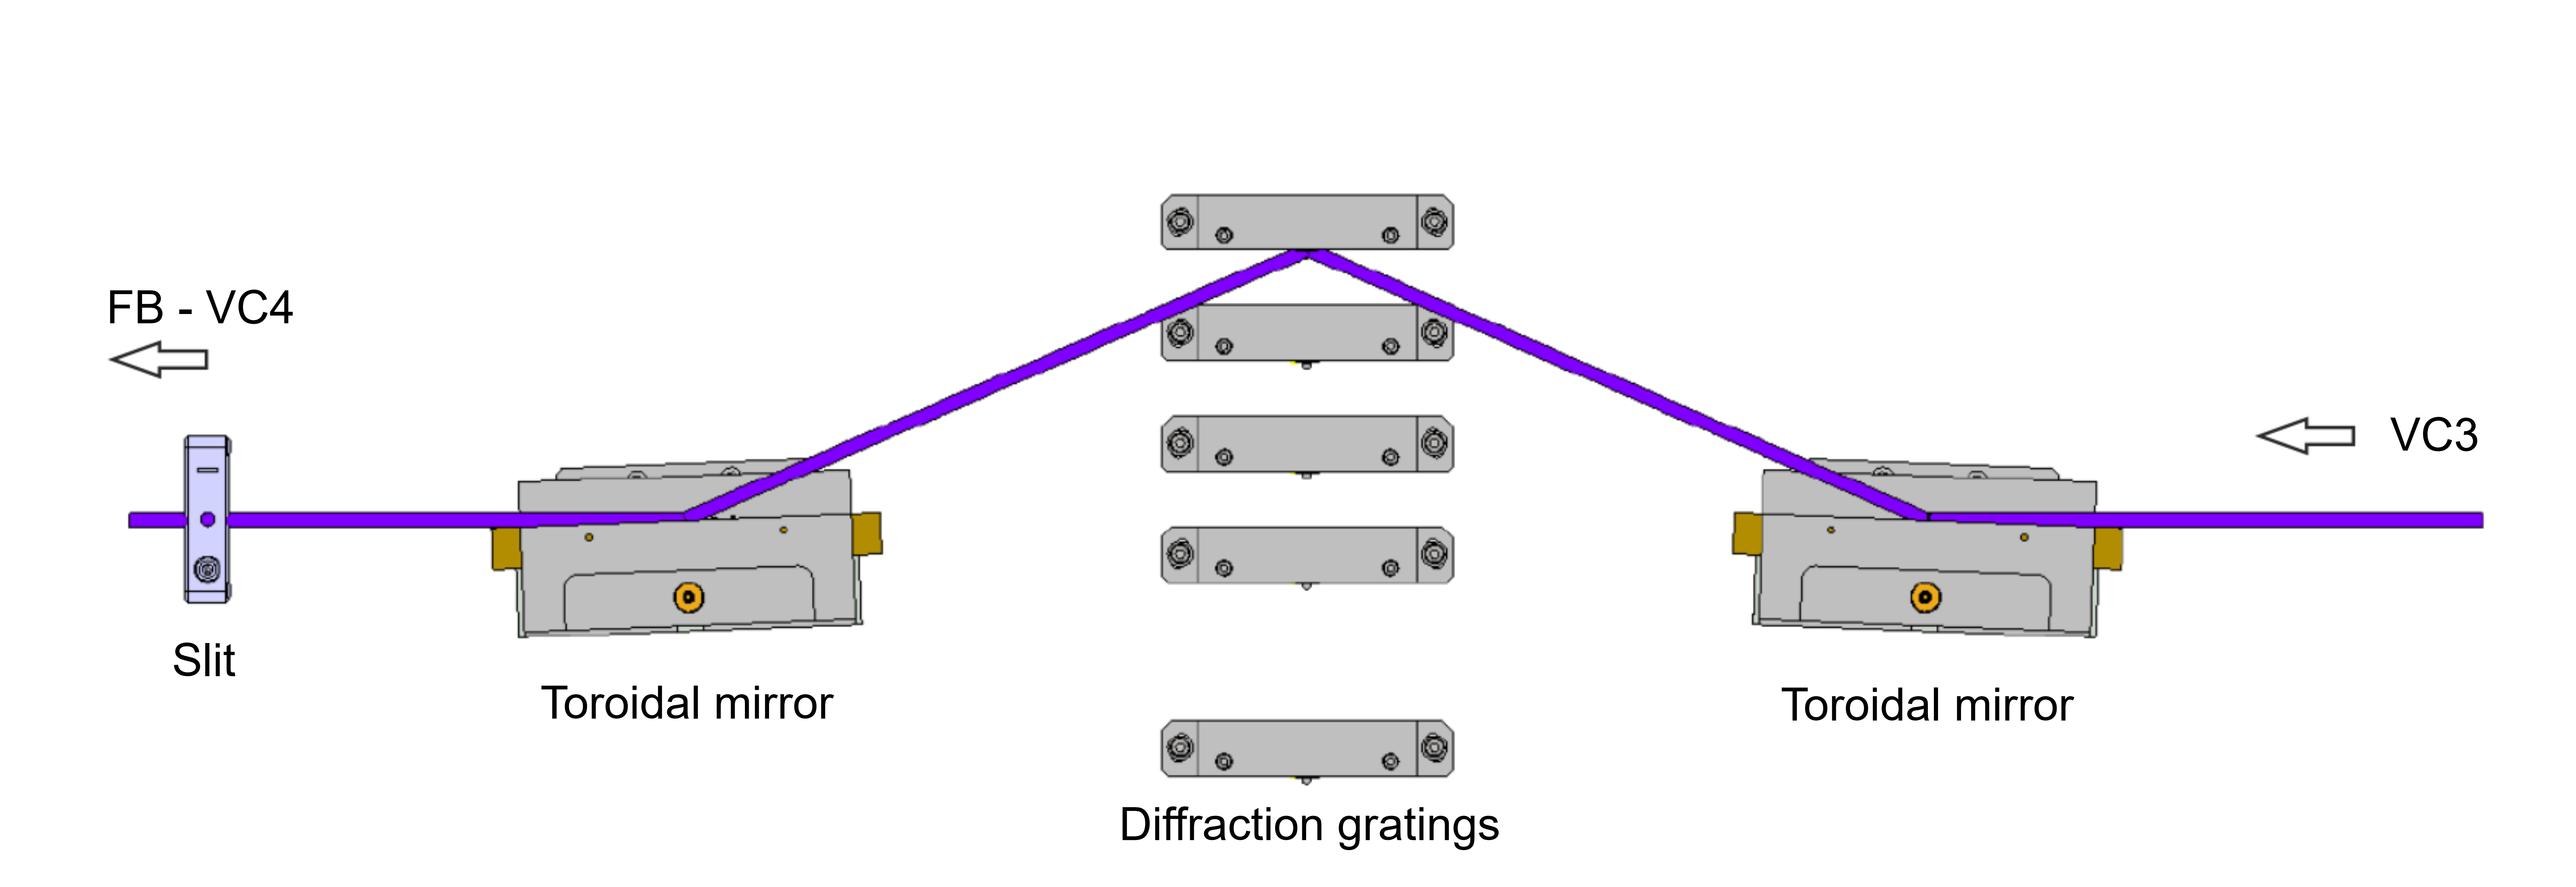 FB - VC4
VC3
Slit
Toroidal mirror
Toroidal mirror
Diffraction gratings